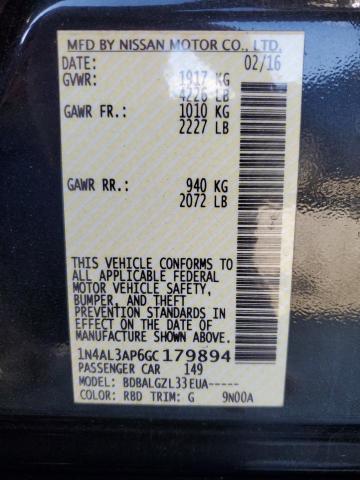 MFD BY NISSAN MOTOR CO., LTD.
02/16
GVWR: 1917 KG
4226 LB
GAWR FR.: 1010 KG
2227 LB
GAWR RR.: 940 KG
2072 LB
THIS VEHICLE CONFORMS TO
ALL APPLICABLE FEDERAL
MOTOR VEHICLE SAFETY,
BUMPER, AND THEFT
PREVENTION STANDARDS IN
EFFECT ON THE DATE OF
MANUFACTURE SHOWN ABOVE.
1N4AL3AP6GC179894
PASSENGER CAR 149
MODEL: BDBALGZL33EUA-----
COLOR: RBD TRIM: G 9N00A